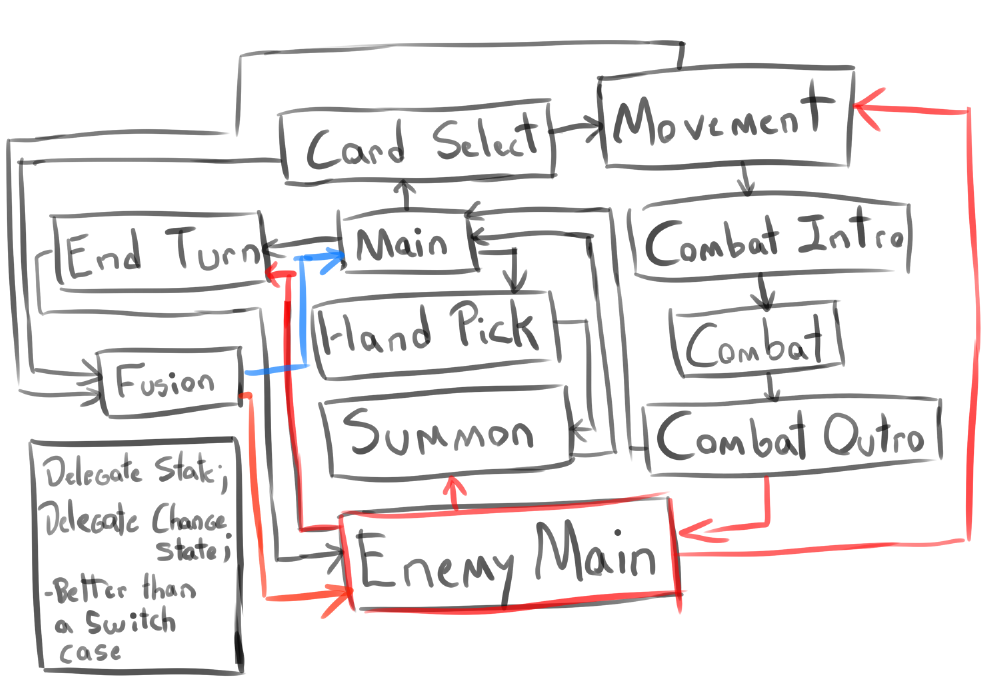 Movement
Card Select
Main
End Turn
Combat Intro
Hand Pick
Combat
Fusion
Summon
Combat Outro
Enemy Main
Delegate State;
Delegate Change
State;
-Better than
a Switch
case